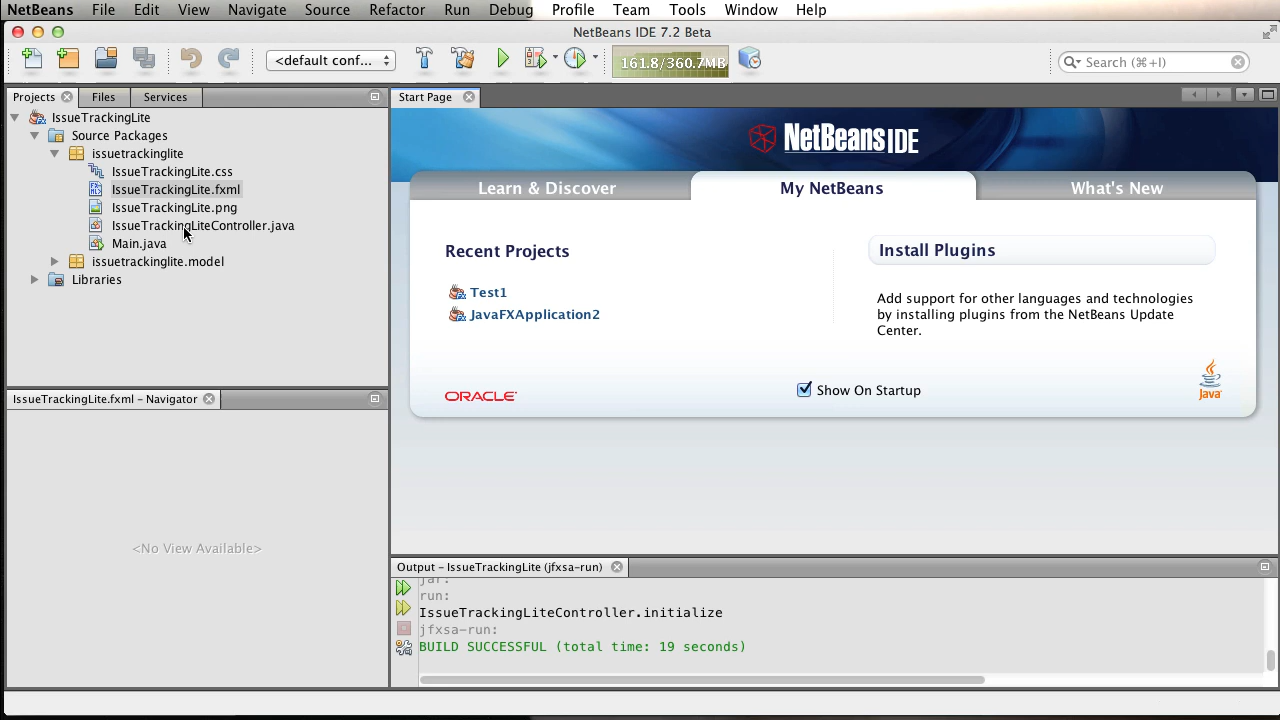 NetBeans File Edit View Navigate Source Refactor Run Debug Profile Team Tools Window Help
NetBeans IDE 7.2 Beta
<default conf...
161.8/360.7MB
Search (⌘+I)
Projects Files Services
Start Page
IssueTrackingLite
Source Packages
issuetrackinglite
IssueTrackingLite.css
IssueTrackingLite.fxml
IssueTrackingLite.png
IssueTrackingLiteController.java
Main.java
issuetrackinglite.model
Libraries
NetBeans IDE
Learn & Discover My NetBeans What's New
Recent Projects
Test1
JavaFXApplication2
Install Plugins
Add support for other languages and technologies
by installing plugins from the NetBeans Update
Center.
ORACLE
Show On Startup
Java
IssueTrackingLite.fxml – Navigator
<No View Available>
Output – IssueTrackingLite (jfxsa-run)
jar:
run:
IssueTrackingLiteController.initialize
jfxsa-run:
BUILD SUCCESSFUL (total time: 19 seconds)